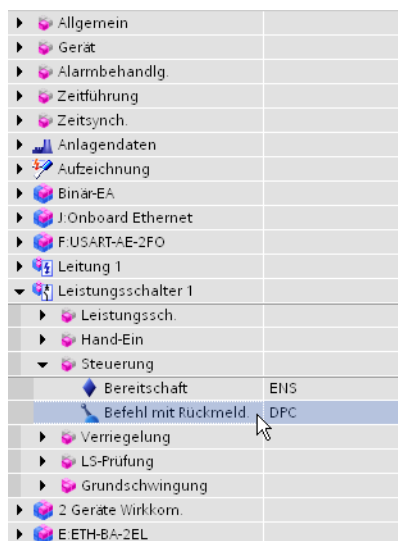 Allgemein
Gerät
Alarmbehandlg.
Zeitführung
Zeitsynch.
Anlagendaten
Aufzeichnung
Binär-EA
J:Onboard Ethernet
F:USART-AE-2FO
Leitung 1
Leistungsschalter 1
Leistungssch.
Hand-Ein
Steuerung
Bereitschaft ENS
Befehl mit Rückmeld. DPC
Verriegelung
LS-Prüfung
Grundschwingung
2 Geräte Wirkkom.
E:ETH-BA-2EL